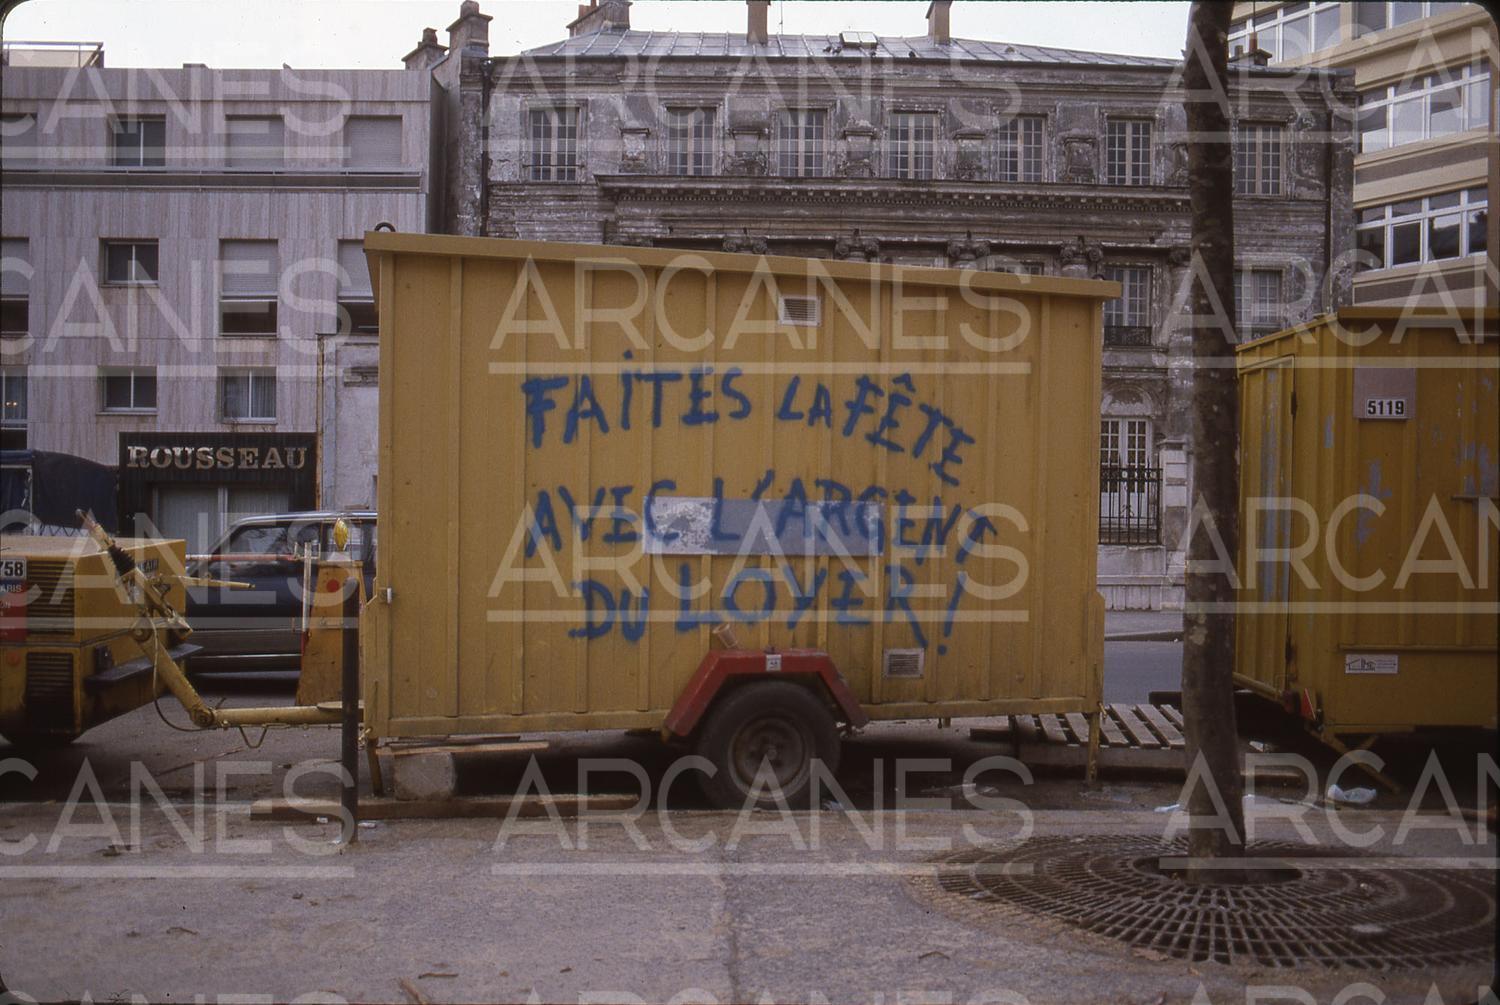 ROUSSEAU
FAITES LA FÊTE
AVEC L'ARGENT
DU LOYER !
5119
758
ARCANES